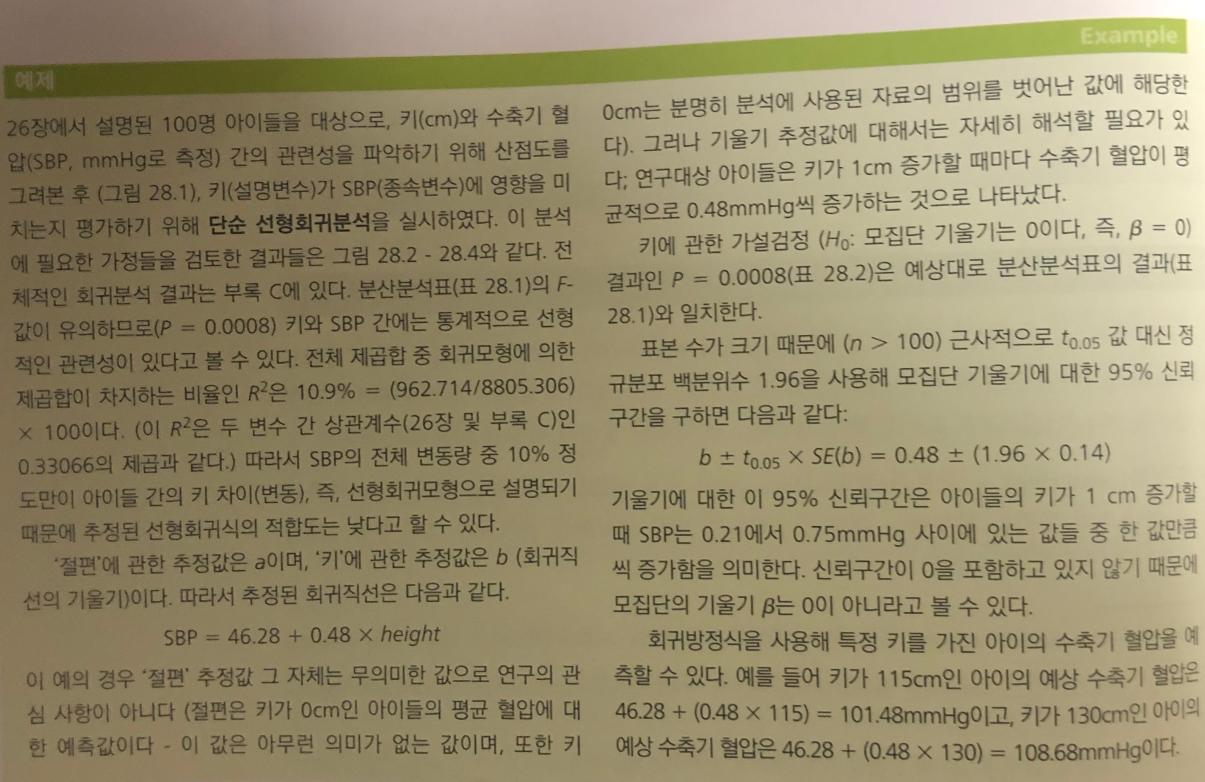 예제
Example
26장에서 설명된 100명 아이들을 대상으로, 키(cm)와 수축기 혈
압(SBP, mmHg로 측정) 간의 관련성을 파악하기 위해 산점도를
그려본 후 (그림 28.1), 키(설명변수)가 SBP(종속변수)에 영향을 미
치는지 평가하기 위해 단순 선형회귀분석을 실시하였다. 이 분석
에 필요한 가정들을 검토한 결과들은 그림 28.2 - 28.4와 같다. 전
체적인 회귀분석 결과는 부록 C에 있다. 분산분석표(표 28.1)의 F-
값이 유의하므로(P = 0.0008) 키와 SBP 간에는 통계적으로 선형
적인 관련성이 있다고 볼 수 있다. 전체 제곱합 중 회귀모형에 의한
제곱합이 차지하는 비율인 R²은 10.9% = (962.714/8805.306)
× 100이다. (이 R²은 두 변수 간 상관계수(26장 및 부록 C)인
0.33066의 제곱과 같다.) 따라서 SBP의 전체 변동량 중 10% 정
도만이 아이들 간의 키 차이(변동), 즉, 선형회귀모형으로 설명되기
때문에 추정된 선형회귀식의 적합도는 낮다고 할 수 있다.
'절편'에 관한 추정값은 a이며, '키'에 관한 추정값은 b (회귀직
선의 기울기)이다. 따라서 추정된 회귀직선은 다음과 같다.
SBP = 46.28 + 0.48 × height
이 예의 경우 '절편' 추정값 그 자체는 무의미한 값으로 연구의 관
심 사항이 아니다 (절편은 키가 0cm인 아이들의 평균 혈압에 대
한 예측값이다 - 이 값은 아무런 의미가 없는 값이며, 또한 키
0cm는 분명히 분석에 사용된 자료의 범위를 벗어난 값에 해당한
다). 그러나 기울기 추정값에 대해서는 자세히 해석할 필요가 있
다; 연구대상 아이들은 키가 1cm 증가할 때마다 수축기 혈압이 평
균적으로 0.48mmHg씩 증가하는 것으로 나타났다.
키에 관한 가설검정 (H₀: 모집단 기울기는 0이다, 즉, β = 0)
결과인 P = 0.0008(표 28.2)은 예상대로 분산분석표의 결과(표
28.1)와 일치한다.
표본 수가 크기 때문에 (n > 100) 근사적으로 t₀.₀₅ 값 대신 정
규분포 백분위수 1.96을 사용해 모집단 기울기에 대한 95% 신뢰
구간을 구하면 다음과 같다:
b ± t₀.₀₅ × SE(b) = 0.48 ± (1.96 × 0.14)
기울기에 대한 이 95% 신뢰구간은 아이들의 키가 1 cm 증가할
때 SBP는 0.21에서 0.75mmHg 사이에 있는 값들 중 한 값만큼
씩 증가함을 의미한다. 신뢰구간이 0을 포함하고 있지 않기 때문에
모집단의 기울기 β는 0이 아니라고 볼 수 있다.
회귀방정식을 사용해 특정 키를 가진 아이의 수축기 혈압을 예
측할 수 있다. 예를 들어 키가 115cm인 아이의 예상 수축기 혈압은
46.28 + (0.48 × 115) = 101.48mmHg이고, 키가 130cm인 아이의
예상 수축기 혈압은 46.28 + (0.48 × 130) = 108.68mmHg이다.